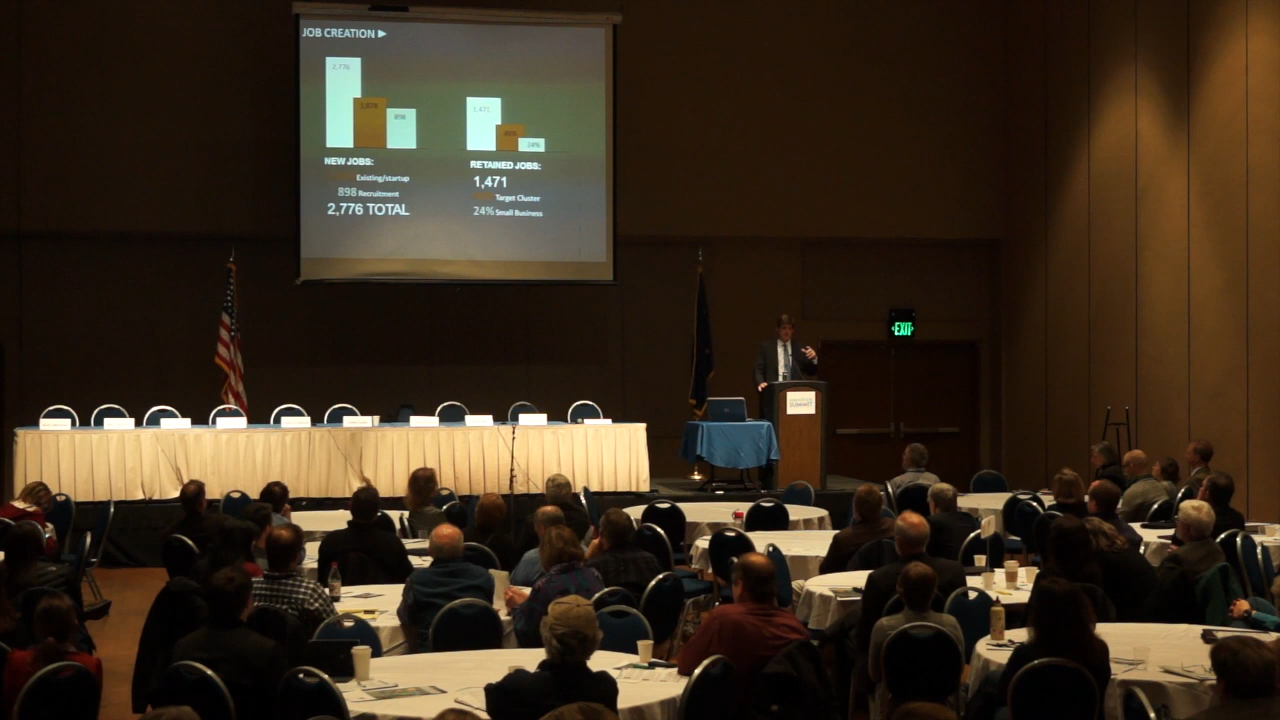 JOB CREATION ▶
2,776
1,878
898
1,471
24%
NEW JOBS:
Existing/startup
898 Recruitment
2,776 TOTAL
RETAINED JOBS:
1,471
Target Cluster
24% Small Business
SUMMIT
EXIT